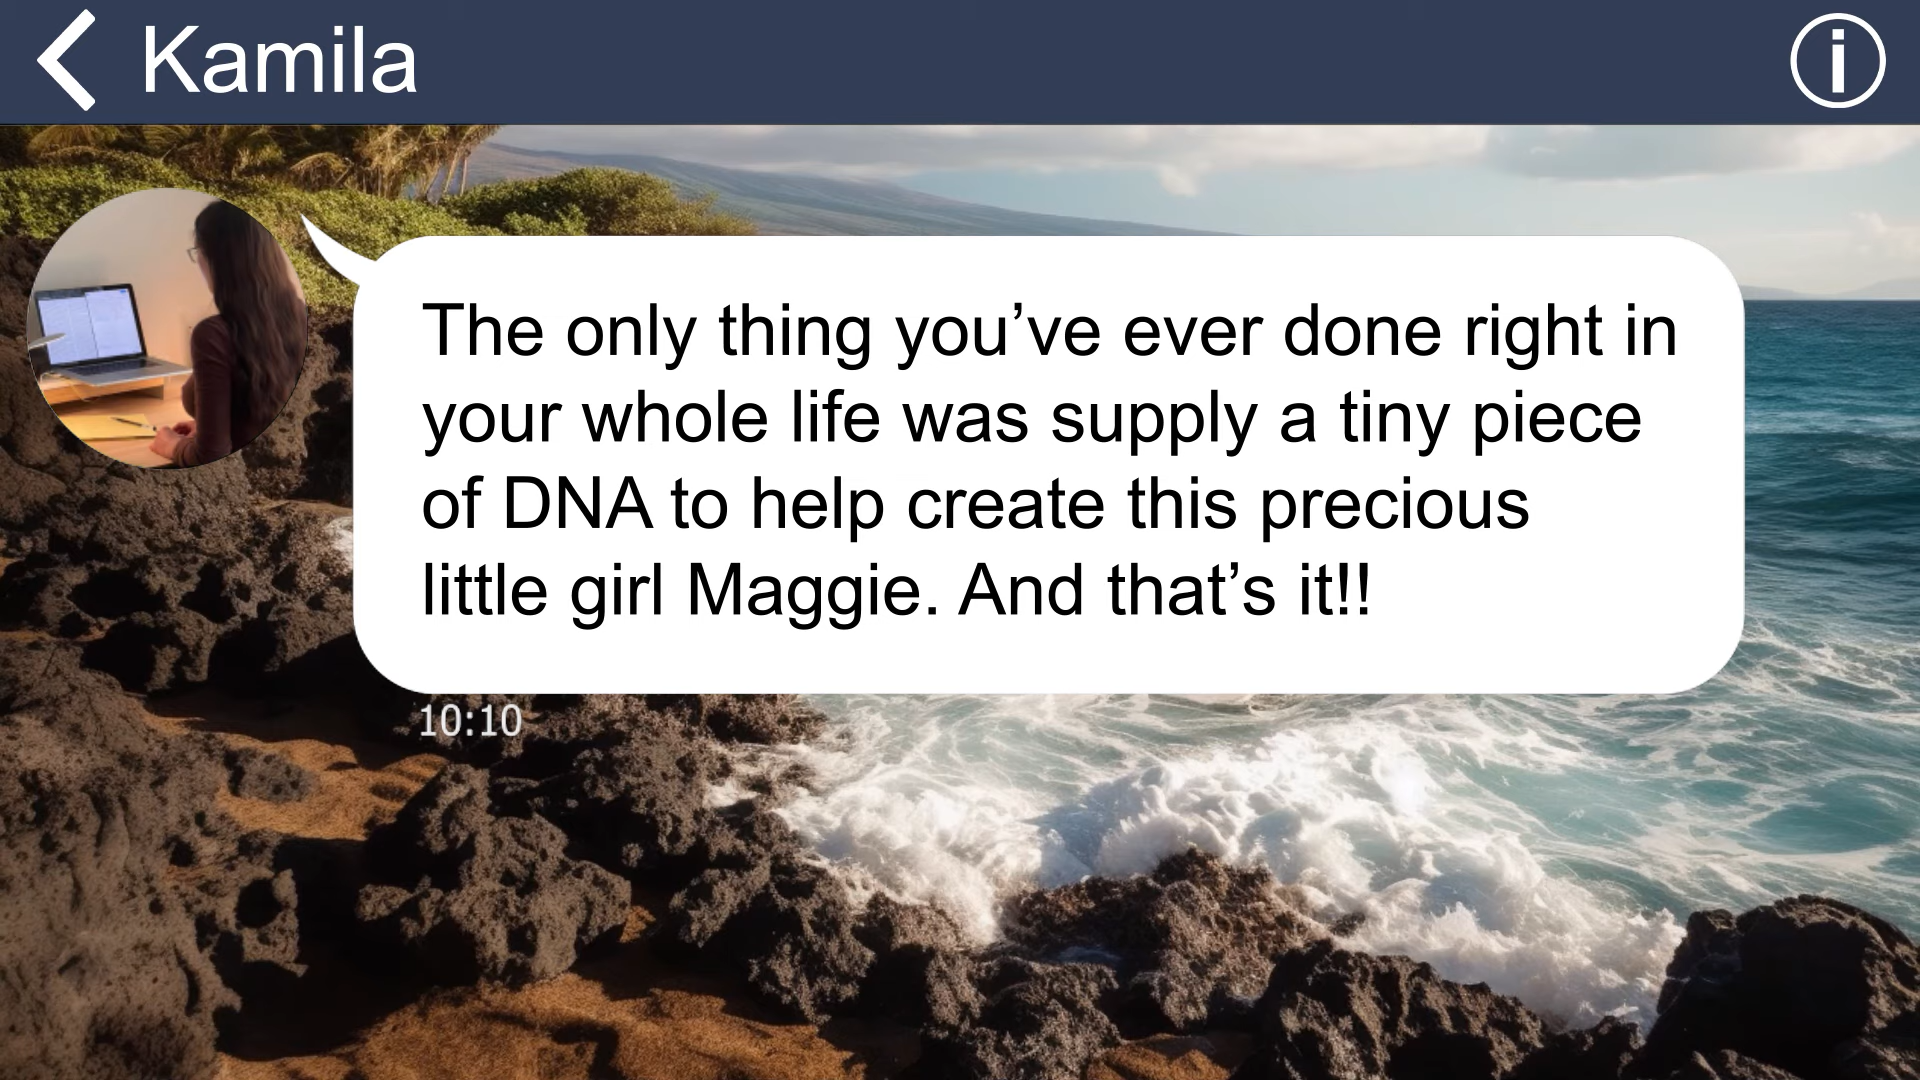 Kamila
The only thing you’ve ever done right in
your whole life was supply a tiny piece
of DNA to help create this precious
little girl Maggie. And that’s it!!
10:10